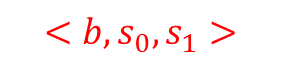 < b, s₀, s₁ >